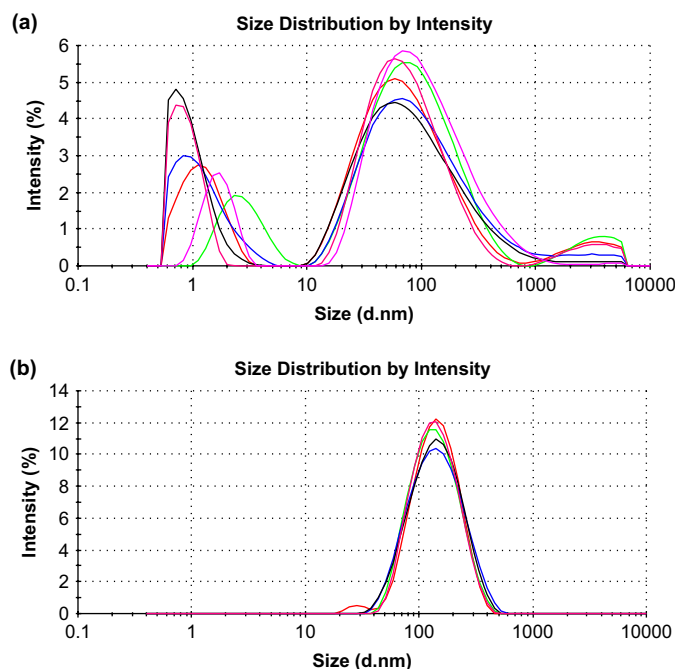 (a)
Size Distribution by Intensity
6
5
4
3
2
1
0
Intensity (%)
0.1 1 10 100 1000 10000
Size (d.nm)
(b)
Size Distribution by Intensity
14
12
10
8
6
4
2
0
Intensity (%)
0.1 1 10 100 1000 10000
Size (d.nm)